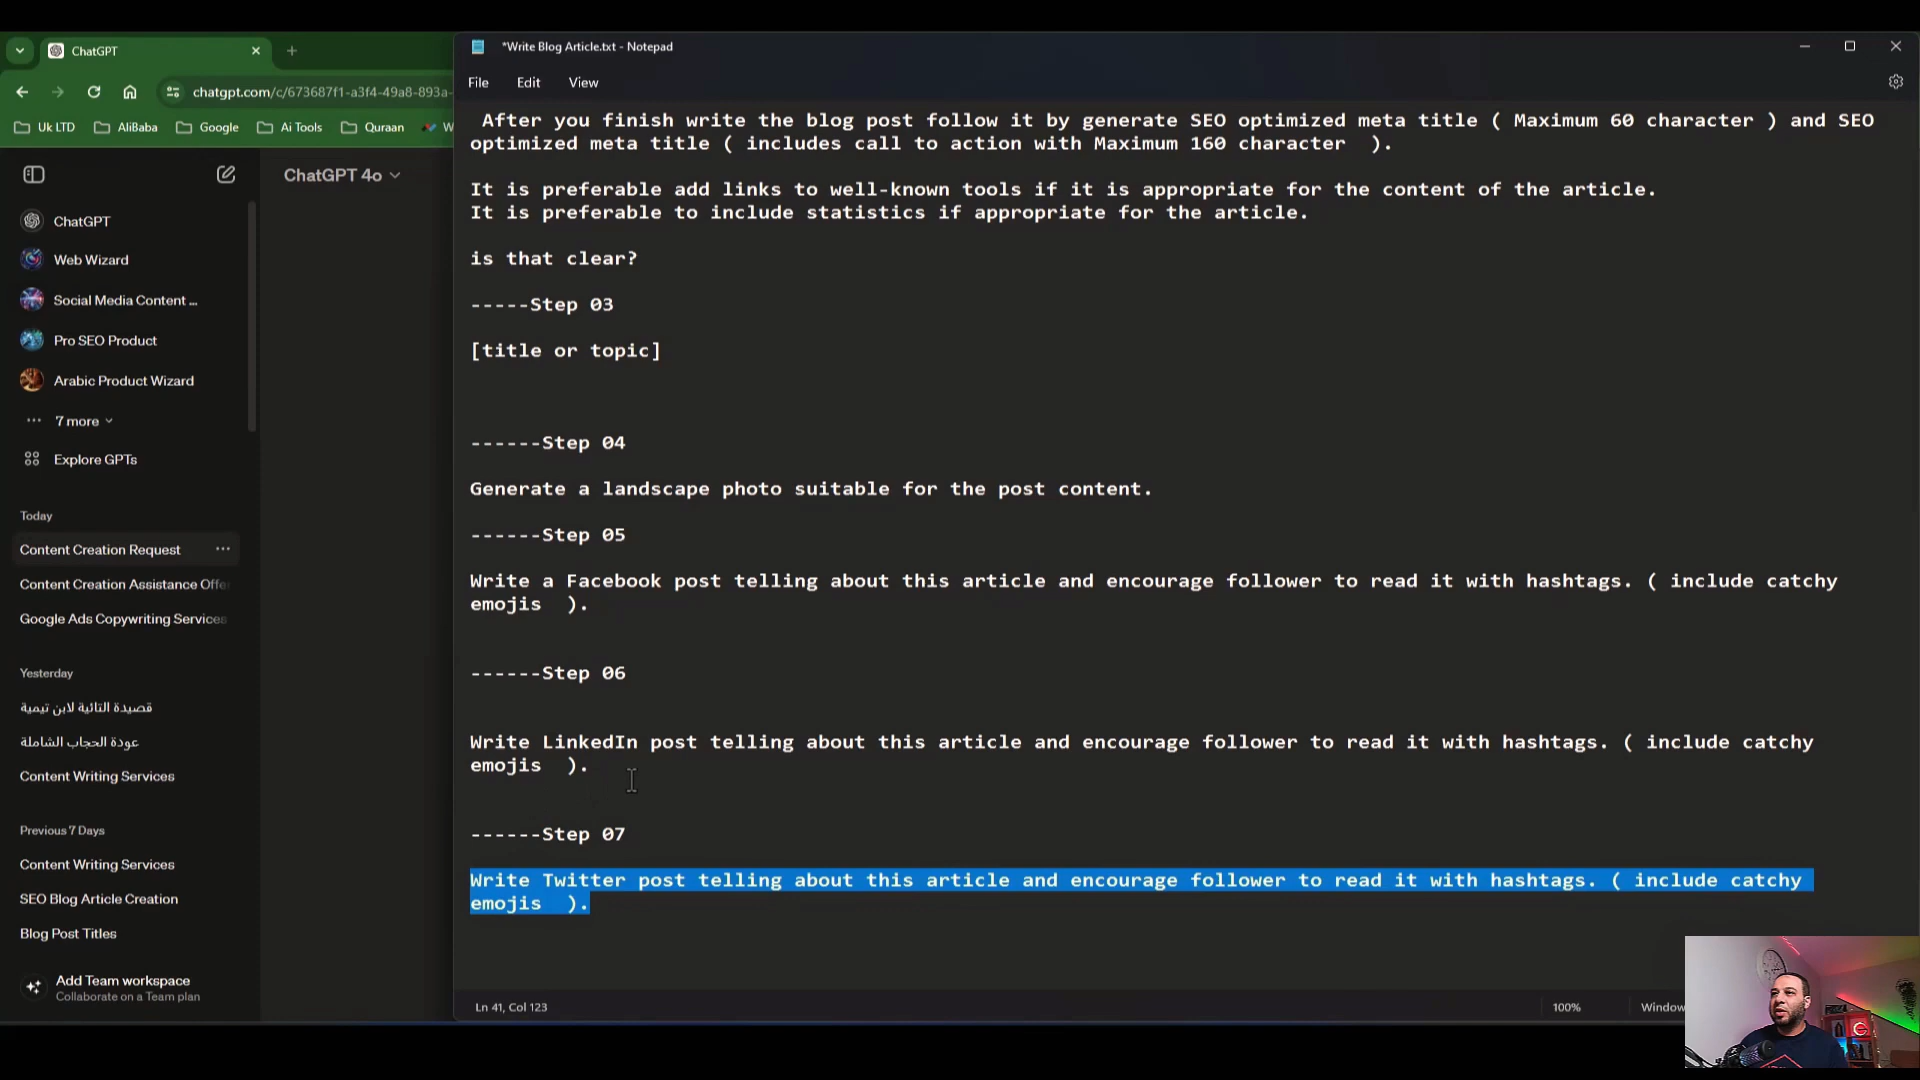 ChatGPT
*Write Blog Article.txt - Notepad
File Edit View
chatgpt.com/c/673687f1-a3f4-49a8-893a-
Uk LTD
AliBaba
Google
Ai Tools
Quraan
W
ChatGPT 4o
ChatGPT
Web Wizard
Social Media Content ...
Pro SEO Product
Arabic Product Wizard
7 more
Explore GPTs
Today
Content Creation Request
Content Creation Assistance Offe
Google Ads Copywriting Services
Yesterday
قصيدة التائية لابن تيمية
عودة الحجاب الشاملة
Content Writing Services
Previous 7 Days
Content Writing Services
SEO Blog Article Creation
Blog Post Titles
Add Team workspace
Collaborate on a Team plan
After you finish write the blog post follow it by generate SEO optimized meta title ( Maximum 60 character ) and SEO
optimized meta title ( includes call to action with Maximum 160 character  ).
It is preferable add links to well-known tools if it is appropriate for the content of the article.
It is preferable to include statistics if appropriate for the article.
is that clear?
-----Step 03
[title or topic]
------Step 04
Generate a landscape photo suitable for the post content.
------Step 05
Write a Facebook post telling about this article and encourage follower to read it with hashtags. ( include catchy
emojis  ).
------Step 06
Write LinkedIn post telling about this article and encourage follower to read it with hashtags. ( include catchy
emojis  ).
------Step 07
Write Twitter post telling about this article and encourage follower to read it with hashtags. ( include catchy
emojis  ).
Ln 41, Col 123
100%
Window